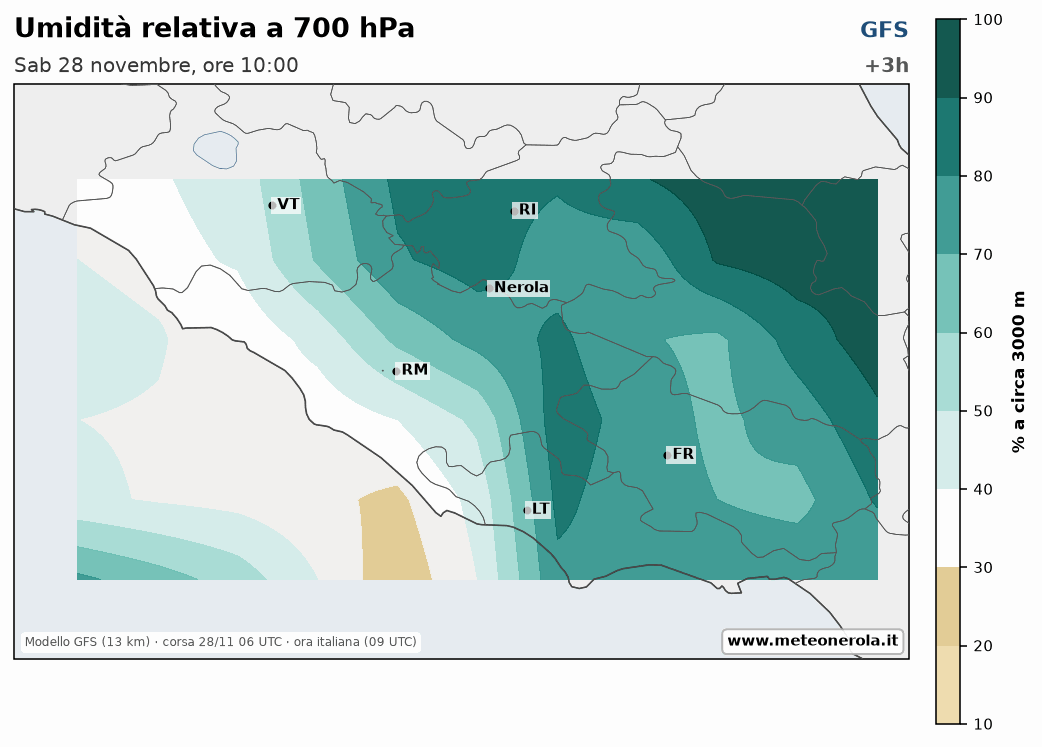 Umidità relativa a 700 hPa
GFS
Sab 28 novembre, ore 10:00
+3h
VT
RI
Nerola
RM
FR
LT
Modello GFS (13 km) · corsa 28/11 06 UTC · ora italiana (09 UTC)
www.meteonerola.it
100
90
80
70
60
50
40
30
20
10
% a circa 3000 m